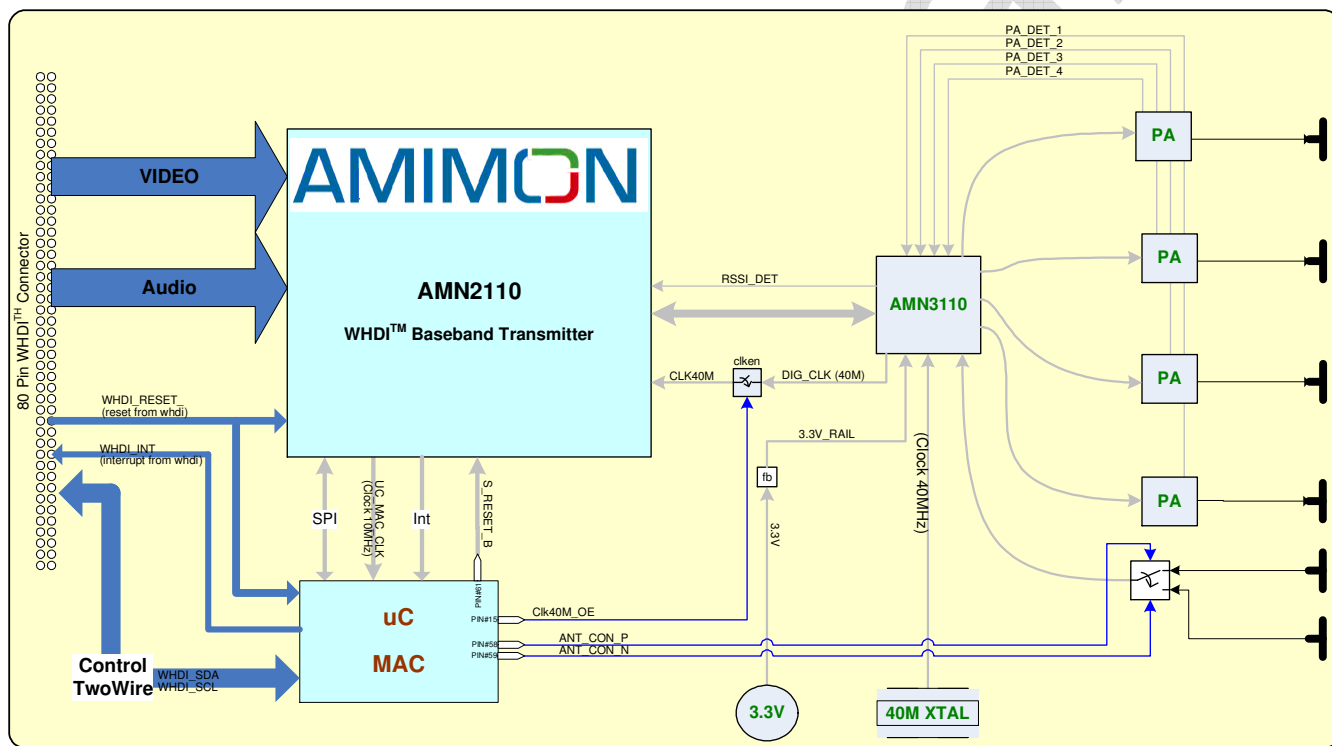 PA_DET_1
PA_DET_2
PA_DET_3
PA_DET_4
80 Pin WHDI™ Connector
VIDEO
Audio
AMIMON
AMN2110
WHDI™ Baseband Transmitter
RSSI_DET
AMN3110
PA
PA
PA
PA
clken
CLK40M
DIG_CLK (40M)
3.3V_RAIL
fb
3.3V
(Clock 40MHz)
WHDI_RESET_
(reset from whdi)
WHDI_INT
(interrupt from whdi)
SPI
UC_MAC_CLK
(Clock 10MHz)
Int
S_RESET_B
PIN#61
uC
MAC
PIN#15
PIN#58
PIN#59
Clk40M_OE
ANT_CON_P
ANT_CON_N
Control
TwoWire
WHDI_SDA
WHDI_SCL
3.3V
40M XTAL